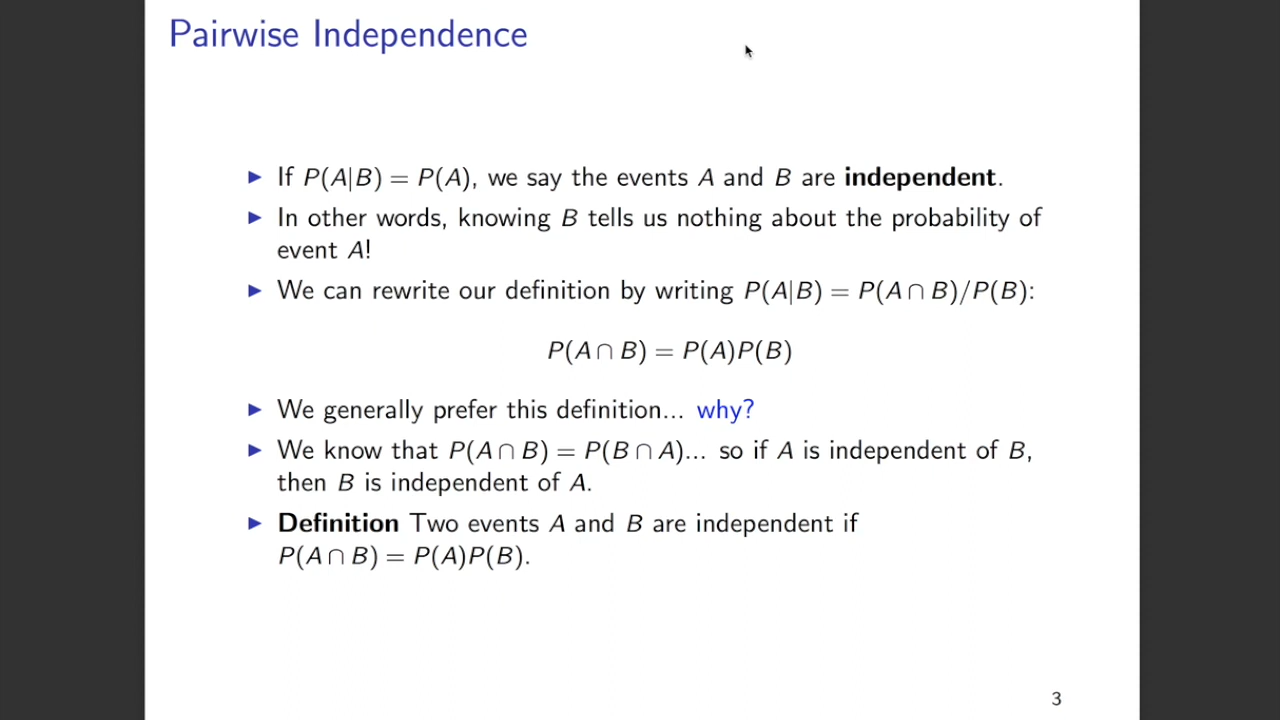 Pairwise Independence
▶ If P(A|B) = P(A), we say the events A and B are independent.
▶ In other words, knowing B tells us nothing about the probability of
event A!
▶ We can rewrite our definition by writing P(A|B) = P(A ∩ B)/P(B):
P(A ∩ B) = P(A)P(B)
▶ We generally prefer this definition... why?
▶ We know that P(A ∩ B) = P(B ∩ A)... so if A is independent of B,
then B is independent of A.
▶ Definition Two events A and B are independent if
P(A ∩ B) = P(A)P(B).
3